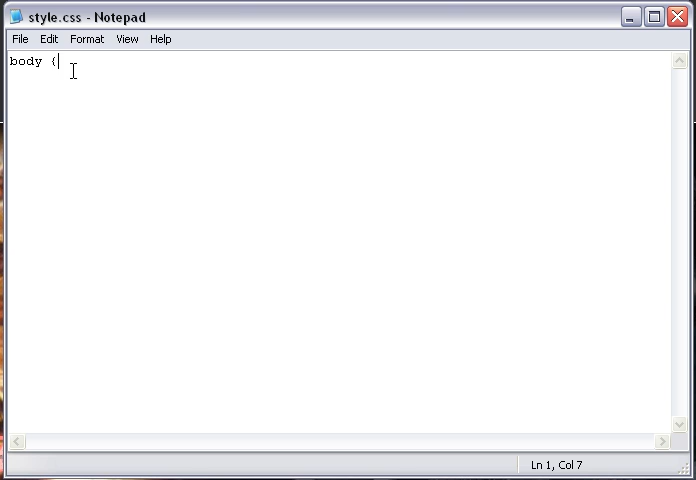 style.css - Notepad
File Edit Format View Help
body {
Ln 1, Col 7